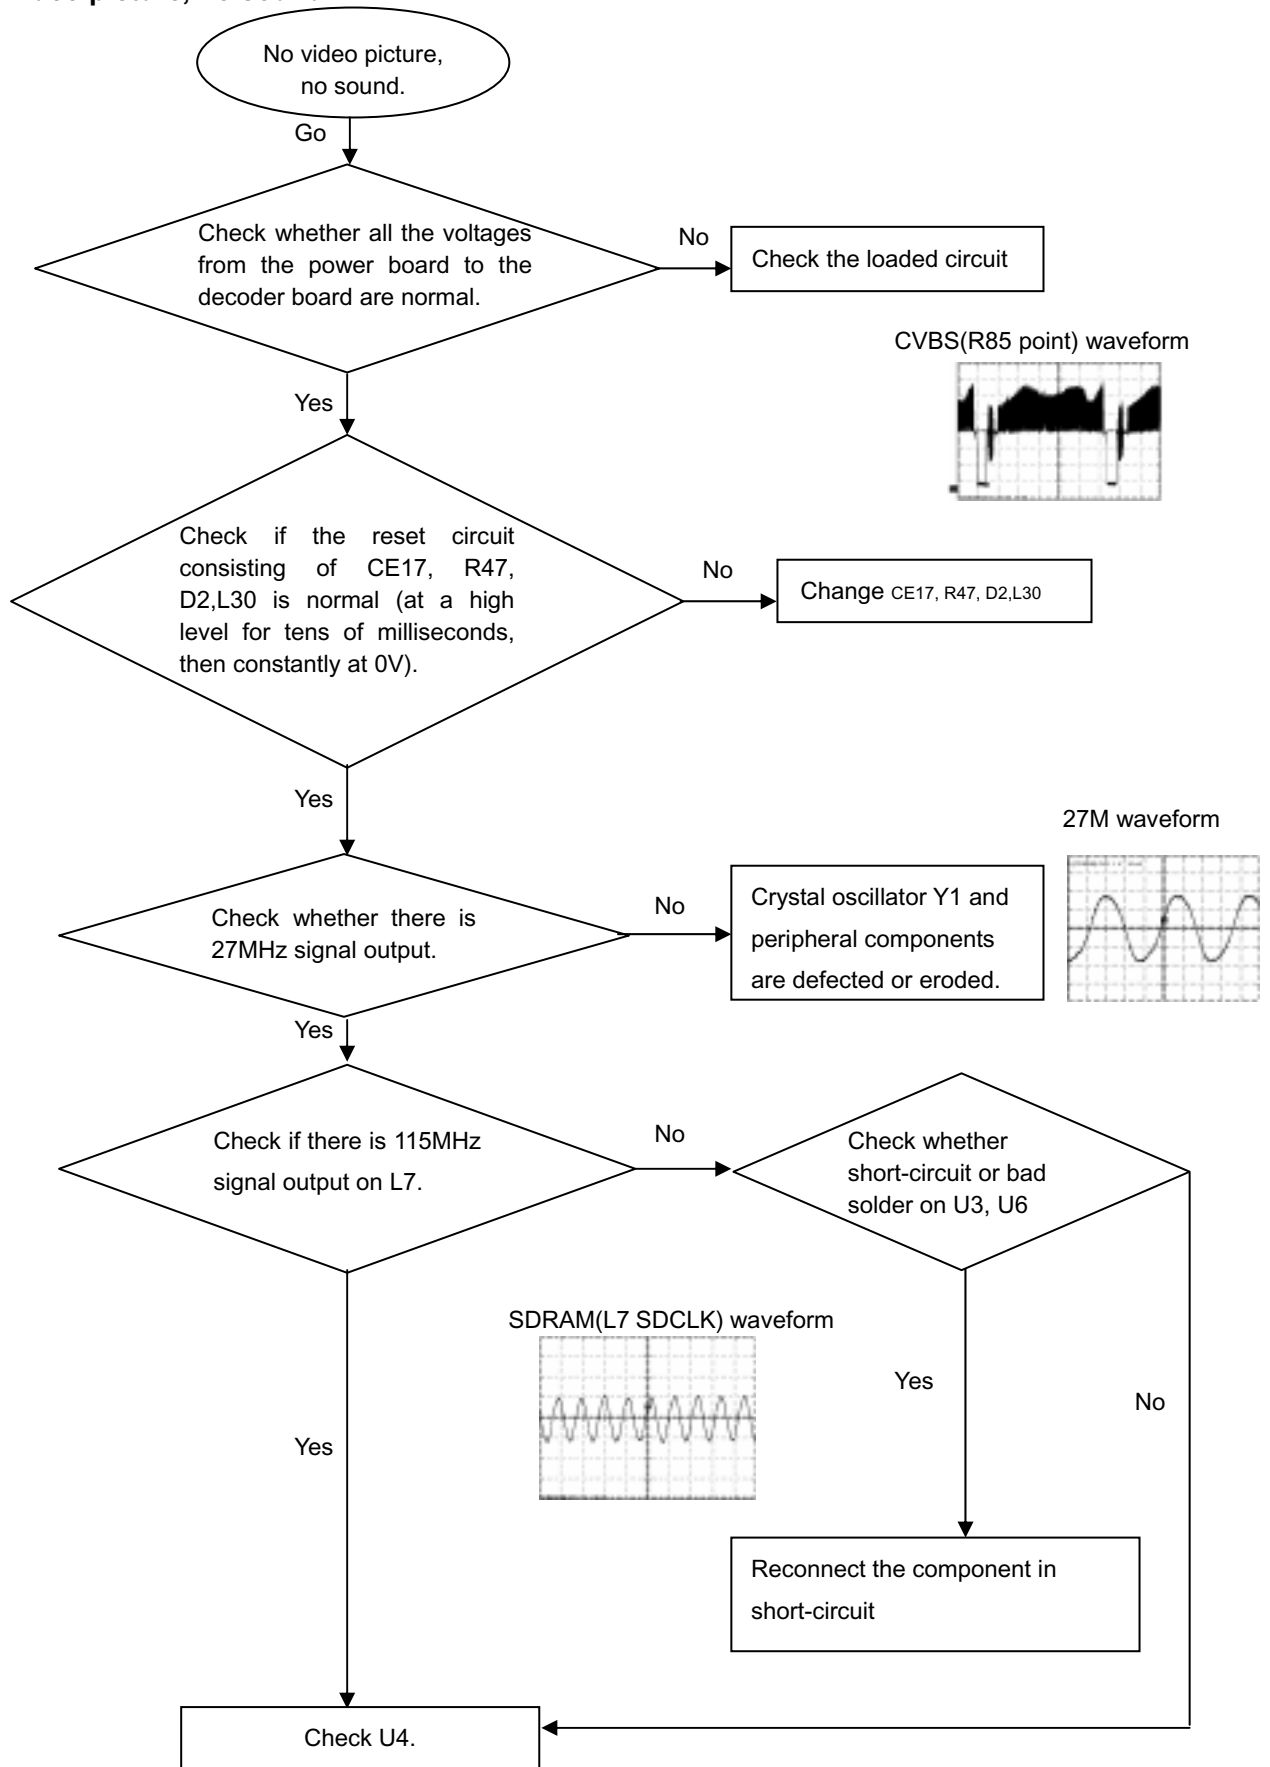 No video picture,
no sound.
Go
Check whether all the voltages
from the power board to the
decoder board are normal.
No
Check the loaded circuit
CVBS(R85 point) waveform
Yes
Check if the reset circuit
consisting of CE17, R47,
D2,L30 is normal (at a high
level for tens of milliseconds,
then constantly at 0V).
No
Change CE17, R47, D2,L30
Yes
27M waveform
Check whether there is
27MHz signal output.
No
Crystal oscillator Y1 and
peripheral components
are defected or eroded.
Yes
Check if there is 115MHz
signal output on L7.
No
Check whether
short-circuit or bad
solder on U3, U6
SDRAM(L7 SDCLK) waveform
Yes
No
Yes
Reconnect the component in
short-circuit
Check U4.